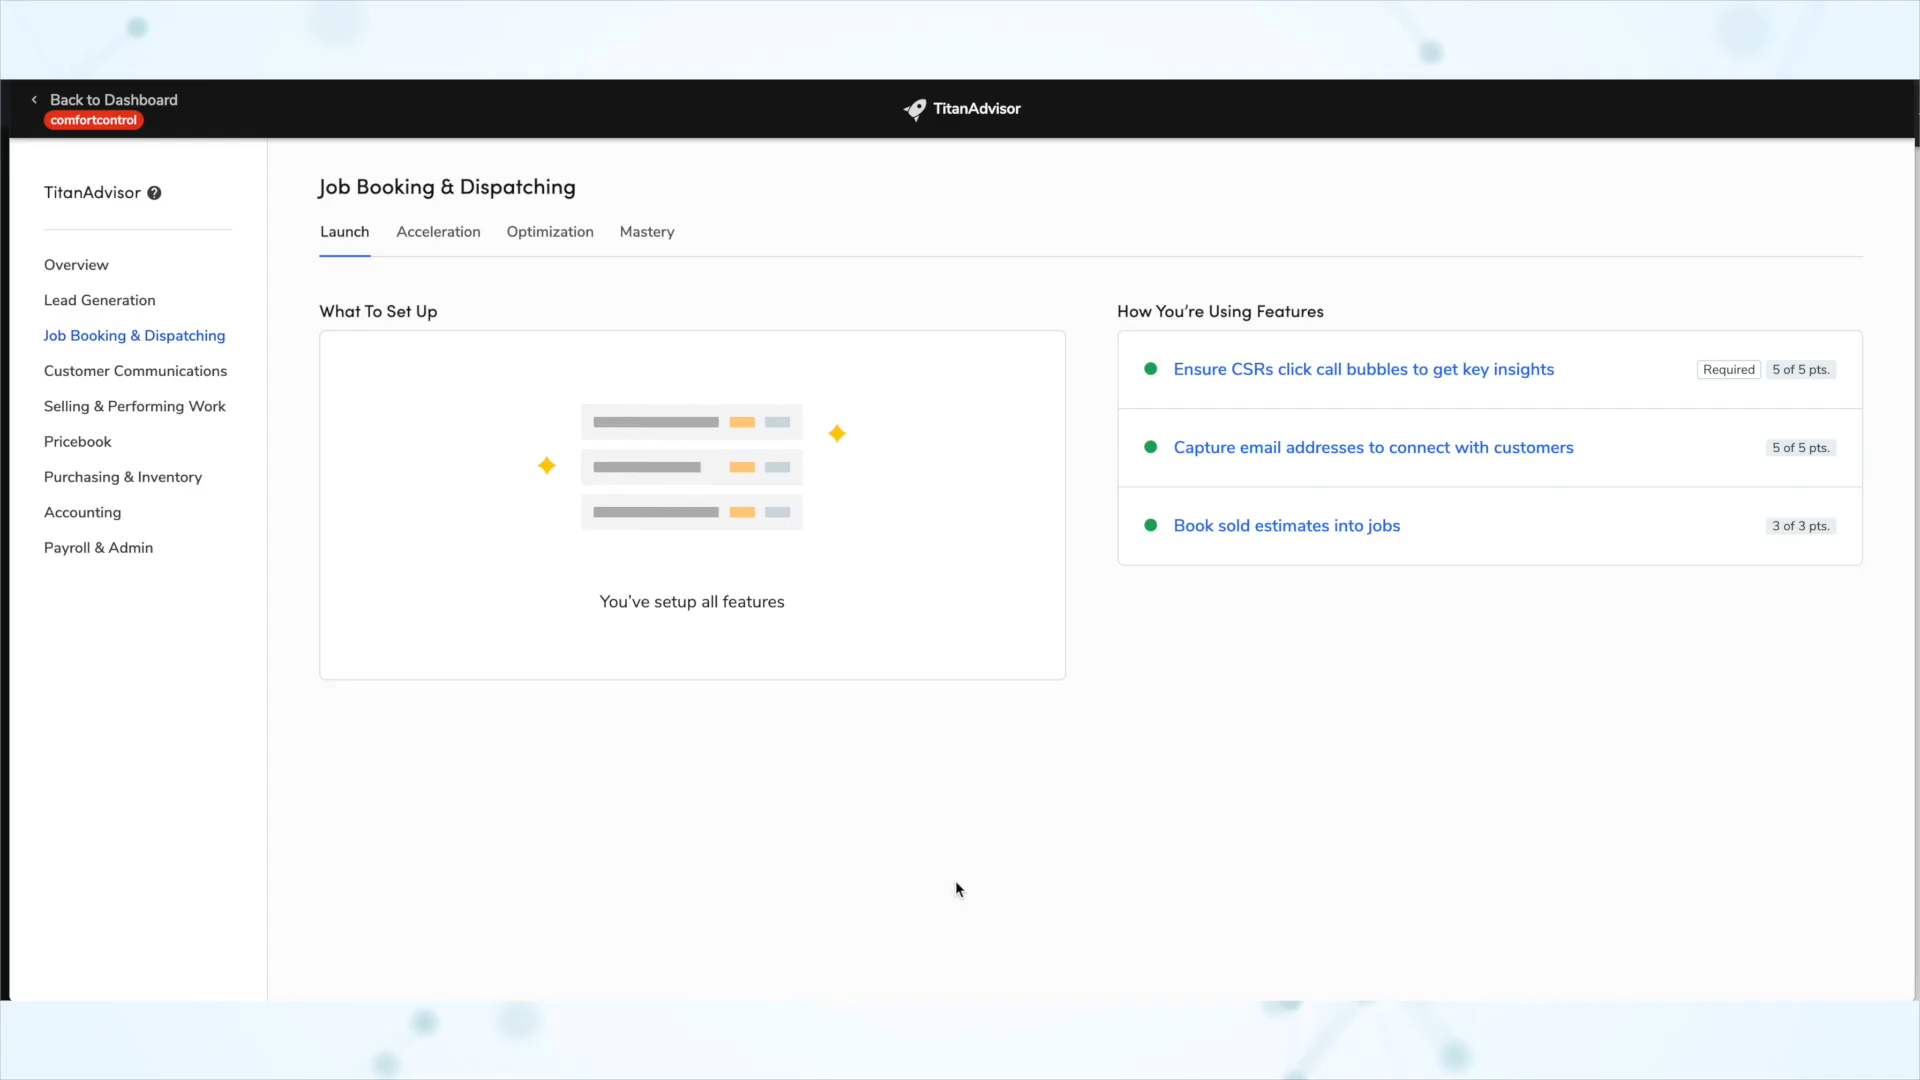 Back to Dashboard
comfortcontrol
TitanAdvisor
TitanAdvisor
Overview
Lead Generation
Job Booking & Dispatching
Customer Communications
Selling & Performing Work
Pricebook
Purchasing & Inventory
Accounting
Payroll & Admin
Job Booking & Dispatching
Launch Acceleration Optimization Mastery
What To Set Up
You've setup all features
How You're Using Features
Ensure CSRs click call bubbles to get key insights Required 5 of 5 pts.
Capture email addresses to connect with customers 5 of 5 pts.
Book sold estimates into jobs 3 of 3 pts.